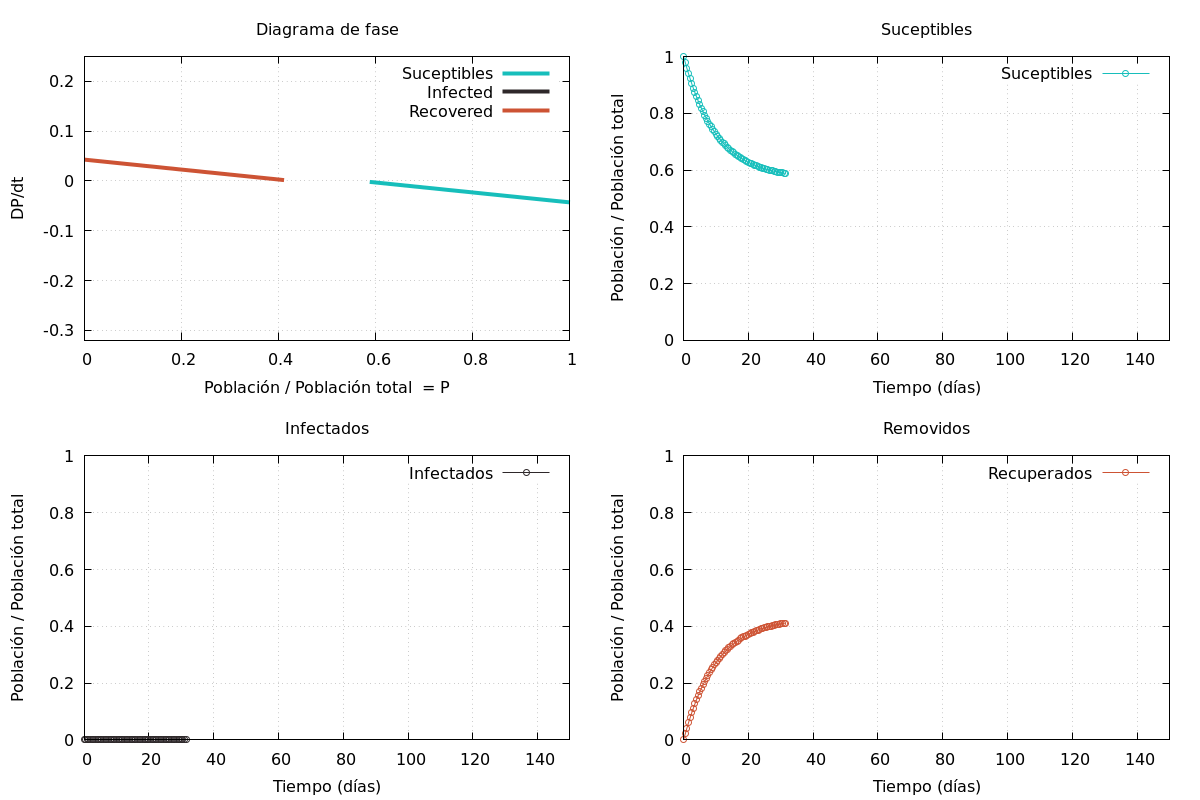 Diagrama de fase
Suceptibles
Infected
Recovered
0.2
0.1
0
-0.1
-0.2
-0.3
DP/dt
0 0.2 0.4 0.6 0.8 1
Población / Población total = P
Suceptibles
Suceptibles
1
0.8
0.6
0.4
0.2
0
Población / Población total
0 20 40 60 80 100 120 140
Tiempo (días)
Infectados
Infectados
1
0.8
0.6
0.4
0.2
0
Población / Población total
0 20 40 60 80 100 120 140
Tiempo (días)
Removidos
Recuperados
1
0.8
0.6
0.4
0.2
0
Población / Población total
0 20 40 60 80 100 120 140
Tiempo (días)